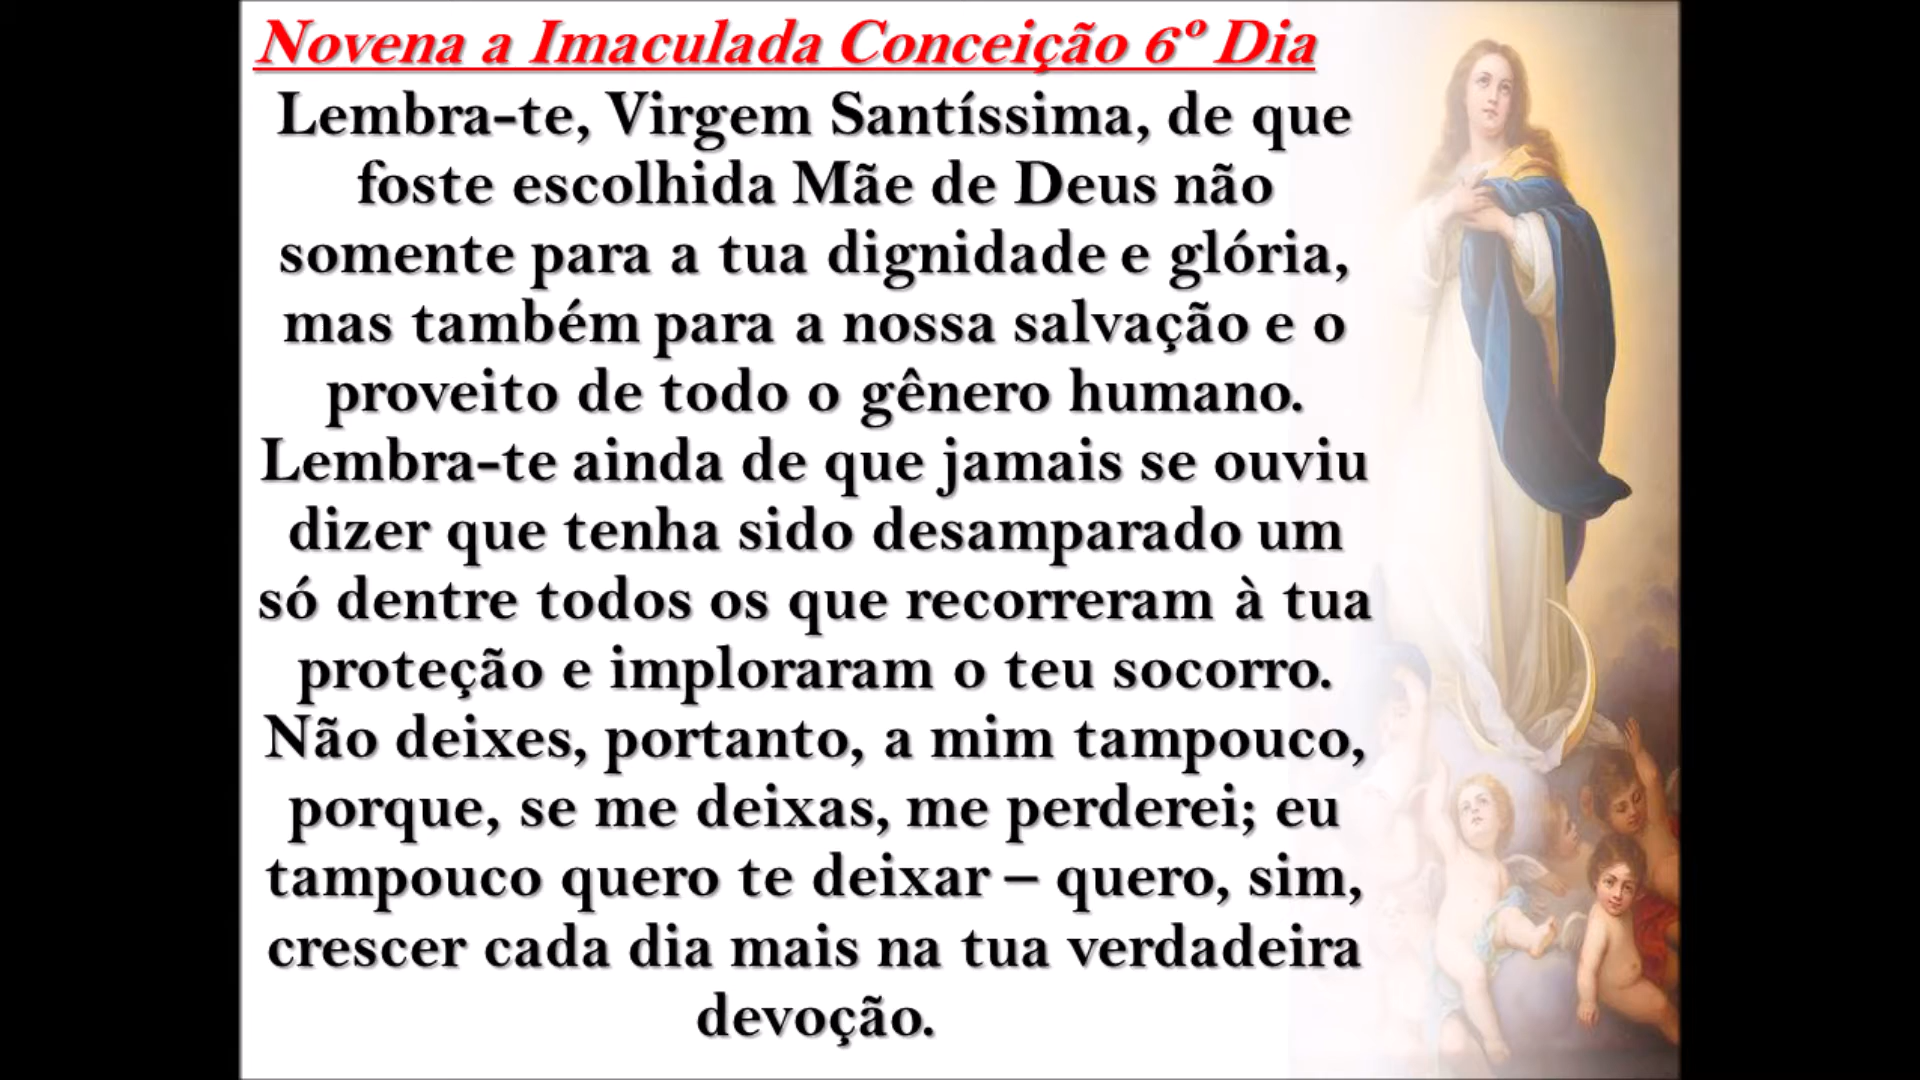 Novena a Imaculada Conceição 6º Dia
Lembra-te, Virgem Santíssima, de que
foste escolhida Mãe de Deus não
somente para a tua dignidade e glória,
mas também para a nossa salvação e o
proveito de todo o gênero humano.
Lembra-te ainda de que jamais se ouviu
dizer que tenha sido desamparado um
só dentre todos os que recorreram à tua
proteção e imploraram o teu socorro.
Não deixes, portanto, a mim tampouco,
porque, se me deixas, me perderei; eu
tampouco quero te deixar – quero, sim,
crescer cada dia mais na tua verdadeira
devoção.